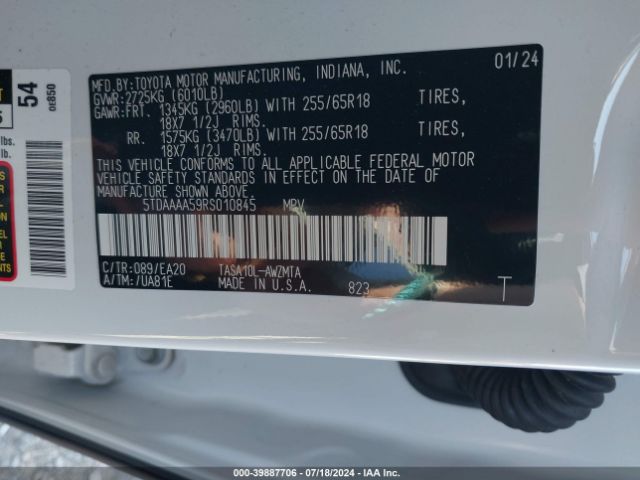 MFD.BY:TOYOTA MOTOR MANUFACTURING, INDIANA, INC. 01/24
GVWR:2725KG (6010LB)
GAWR:FRT. 1345KG (2960LB) WITH 255/65R18 TIRES,
18X7 1/2J RIMS.
RR. 1575KG (3470LB) WITH 255/65R18 TIRES,
18X7 1/2J RIMS.
THIS VEHICLE CONFORMS TO ALL APPLICABLE FEDERAL MOTOR
VEHICLE SAFETY STANDARDS IN EFFECT ON THE DATE OF
MANUFACTURE SHOWN ABOVE.
5TDAAAA59RS010845 MPV
C/TR:089/EA20 TASA10L-AWZMTA
A/TM:/UA81E MADE IN U.S.A. 823 T
54
0E850
lbs.
lb.
000-39887706 / 07/18/2024 - IAA Inc.